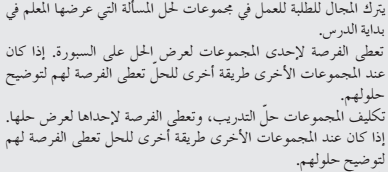 يترك المجال للطلبة للعمل في مجموعات لحل المسألة التي عرضها المعلم في
بداية الدرس.
تعطى الفرصة لإحدى المجموعات لعرض الحل على السبورة. إذا كان
عند المجموعات الأخرى طريقة أخرى للحلّ تعطى الفرصة لهم لتوضيح
حلولهم.
تكليف المجموعات حلّ التدريب، وتعطى الفرصة لإحداها لعرض حلها.
إذا كان عند المجموعات الأخرى طريقة أخرى للحل تعطى الفرصة لهم
لتوضيح حلولهم.